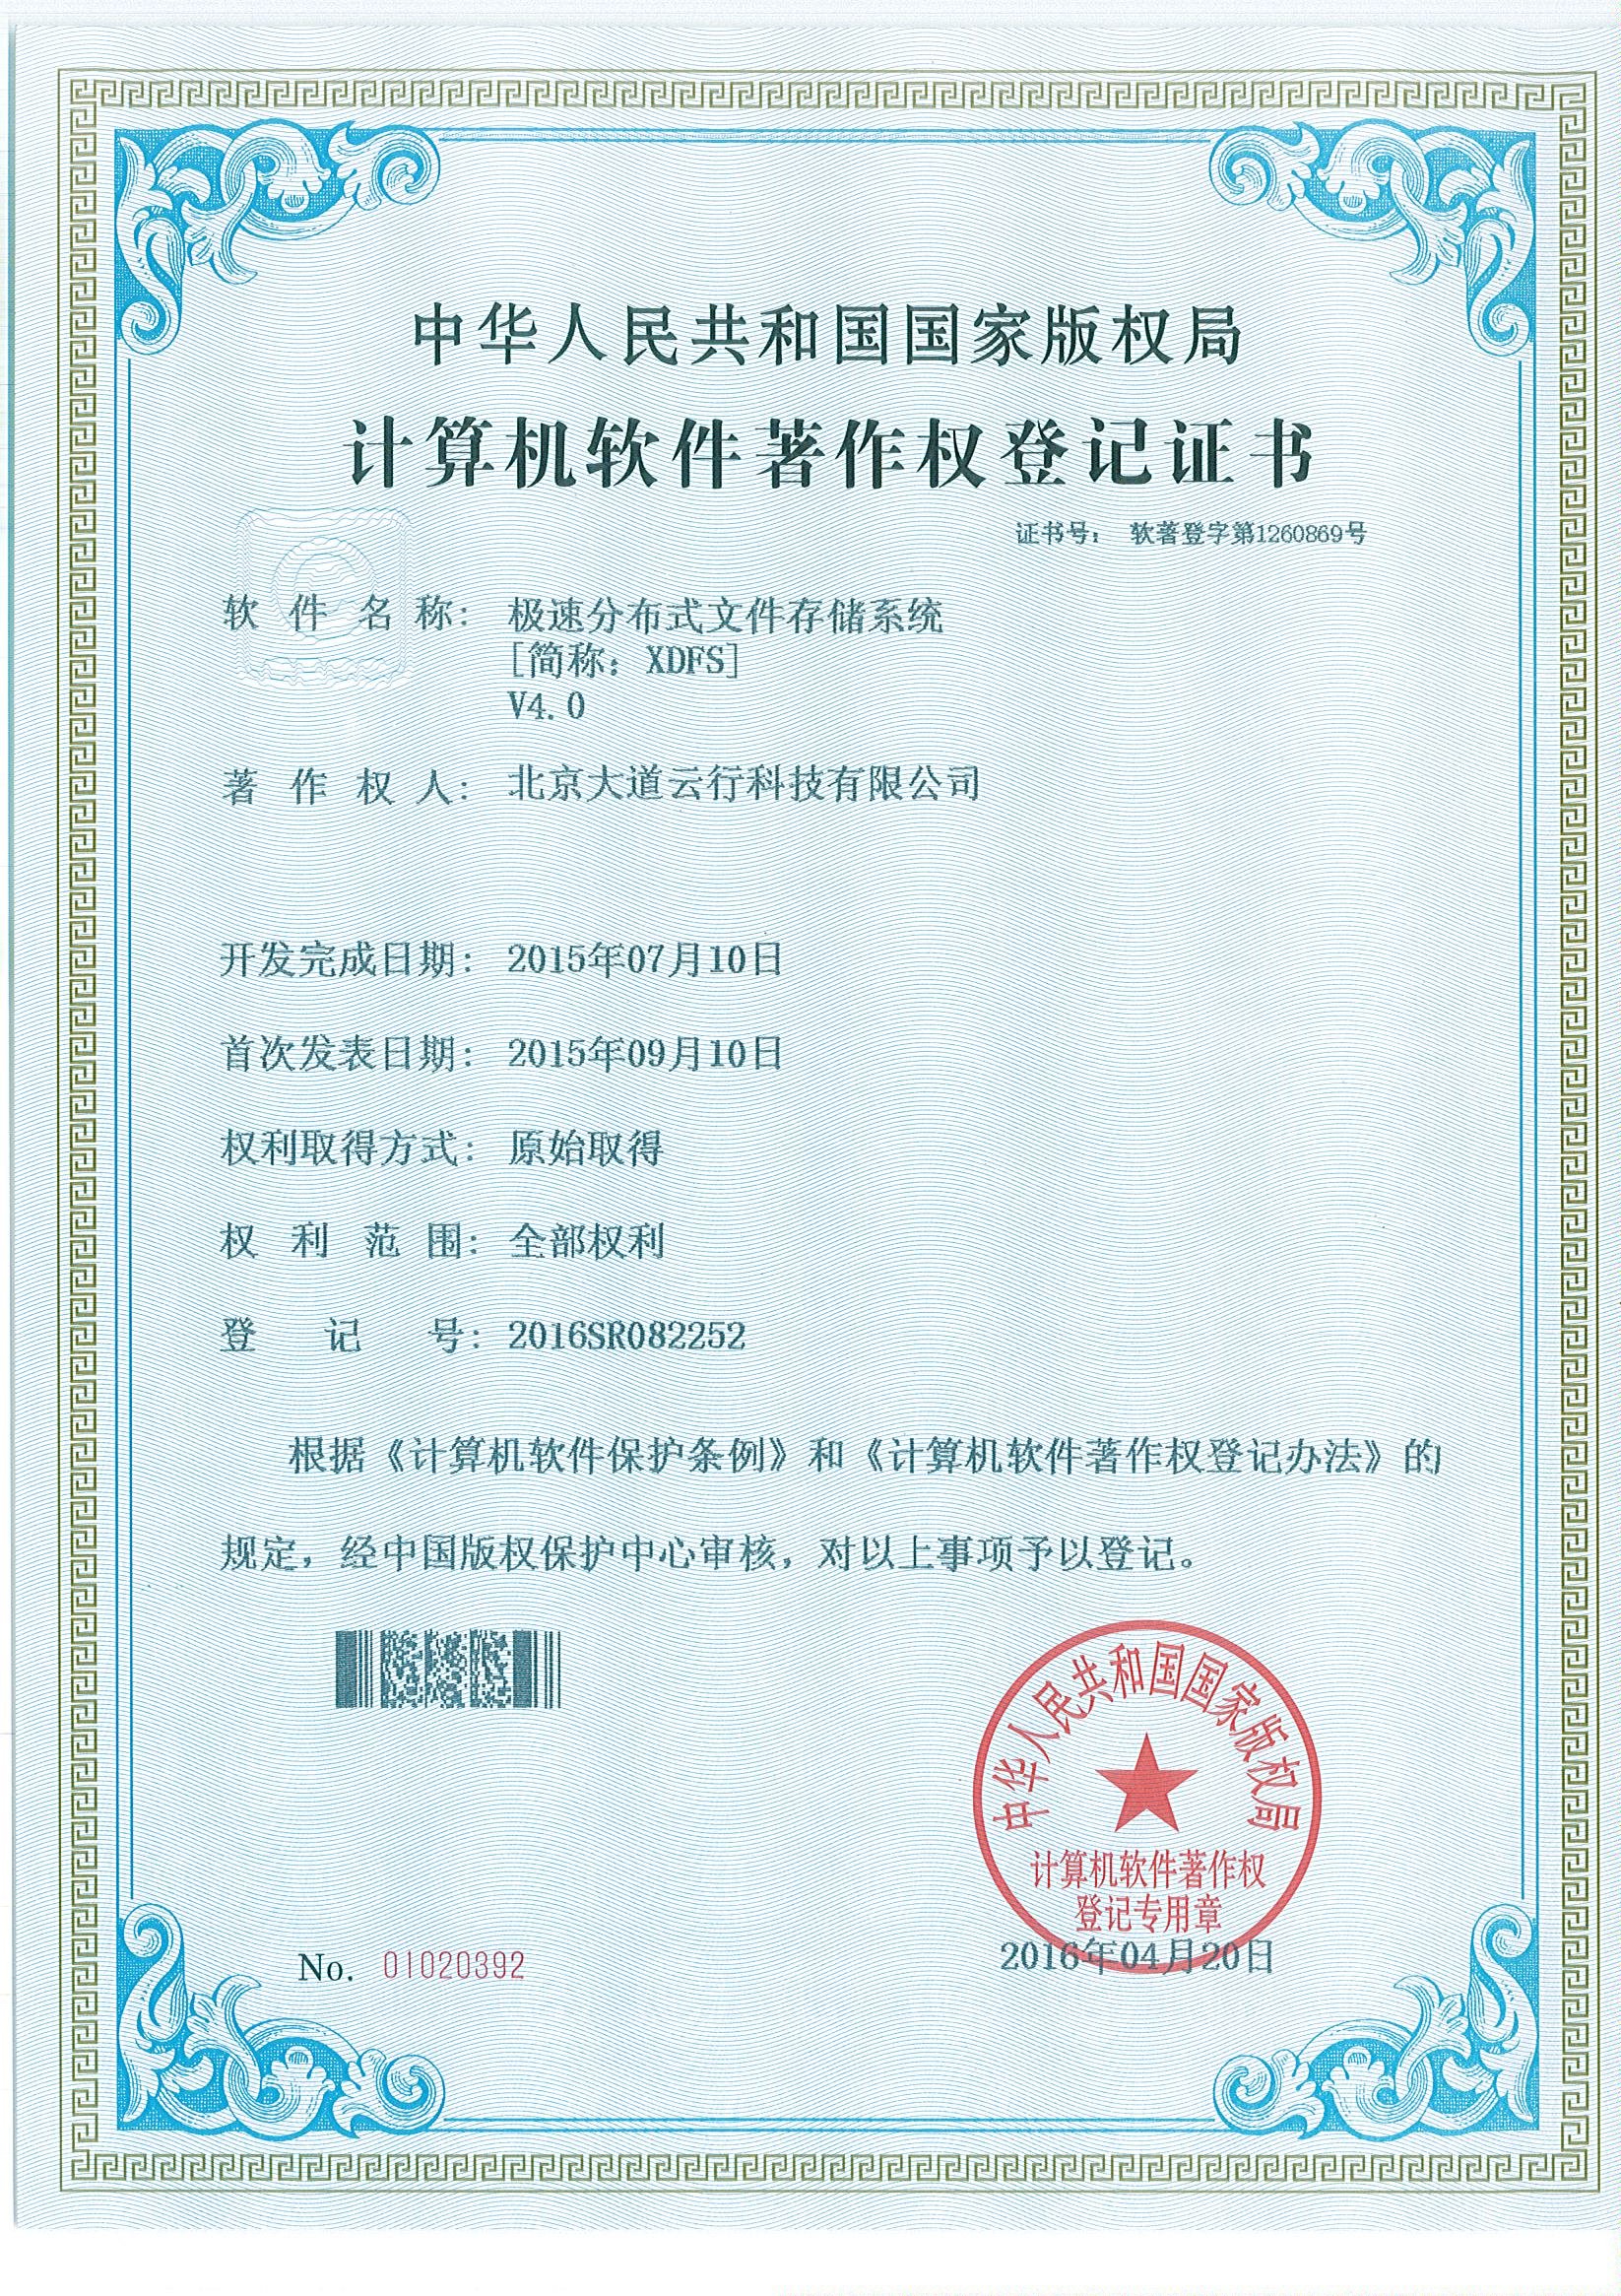 中华人民共和国国家版权局
计算机软件著作权登记证书
证书号： 软著登字第1260869号
软件名称： 极速分布式文件存储系统
[简称：XDFS]
V4.0
著作权人： 北京大道云行科技有限公司
开发完成日期： 2015年07月10日
首次发表日期： 2015年09月10日
权利取得方式： 原始取得
权利范围： 全部权利
登记号： 2016SR082252
根据《计算机软件保护条例》和《计算机软件著作权登记办法》的
规定，经中国版权保护中心审核，对以上事项予以登记。
中华人民共和国国家版权局
计算机软件著作权
登记专用章
No. 01020392
2016年04月20日